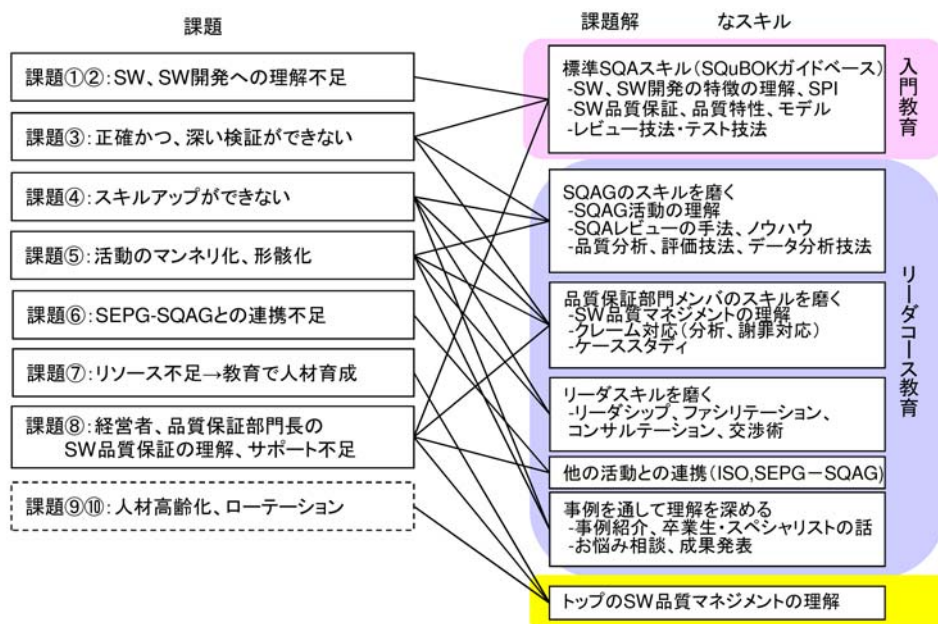 課題
課題①②:SW、SW開発への理解不足
課題③:正確かつ、深い検証ができない
課題④:スキルアップができない
課題⑤:活動のマンネリ化、形骸化
課題⑥:SEPG-SQAGとの連携不足
課題⑦:リソース不足→教育で人材育成
課題⑧:経営者、品質保証部門長の
SW品質保証の理解、サポート不足
課題⑨⑩:人材高齢化、ローテーション
課題解 なスキル
標準SQAスキル(SQuBOKガイドベース)
-SW、SW開発の特徴の理解、SPI
-SW品質保証、品質特性、モデル
-レビュー技法・テスト技法
入門教育
SQAGのスキルを磨く
-SQAG活動の理解
-SQAレビューの手法、ノウハウ
-品質分析、評価技法、データ分析技法
品質保証部門メンバのスキルを磨く
-SW品質マネジメントの理解
-クレーム対応(分析、謝罪対応)
-ケーススタディ
リーダスキルを磨く
-リーダシップ、ファシリテーション、
コンサルテーション、交渉術
他の活動との連携(ISO,SEPG-SQAG)
事例を通して理解を深める
-事例紹介、卒業生・スペシャリストの話
-お悩み相談、成果発表
リーダコース教育
トップのSW品質マネジメントの理解